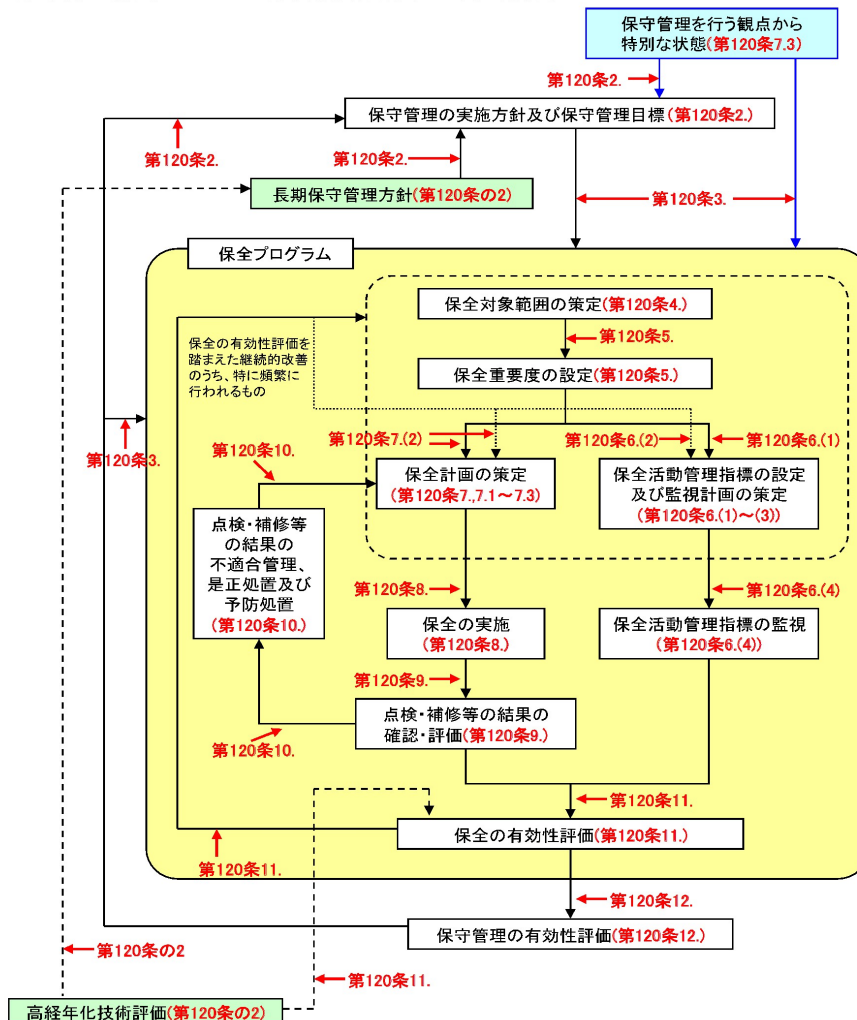 保守管理を行う観点から
特別な状態(第120条7.3)
第120条2.
保守管理の実施方針及び保守管理目標(第120条2.)
第120条2.
第120条2.
長期保守管理方針(第120条の2)
第120条3.
保全プログラム
保全対象範囲の策定(第120条4.)
第120条5.
保全の有効性評価を
踏まえた継続的改善
のうち、特に頻繁に
行われるもの
保全重要度の設定(第120条5.)
第120条3.
第120条10.
第120条7.(2)
第120条6.(2)
第120条6.(1)
保全計画の策定
(第120条7.,7.1～7.3)
保全活動管理指標の設定
及び監視計画の策定
(第120条6.(1)～(3))
点検・補修等
の結果の
不適合管理、
是正処置及び
予防処置
(第120条10.)
第120条8.
第120条6.(4)
保全の実施
(第120条8.)
保全活動管理指標の監視
(第120条6.(4))
第120条9.
点検・補修等の結果の
確認・評価(第120条9.)
第120条10.
第120条11.
保全の有効性評価(第120条11.)
第120条11.
第120条12.
保守管理の有効性評価(第120条12.)
第120条の2
第120条11.
高経年化技術評価(第120条の2)